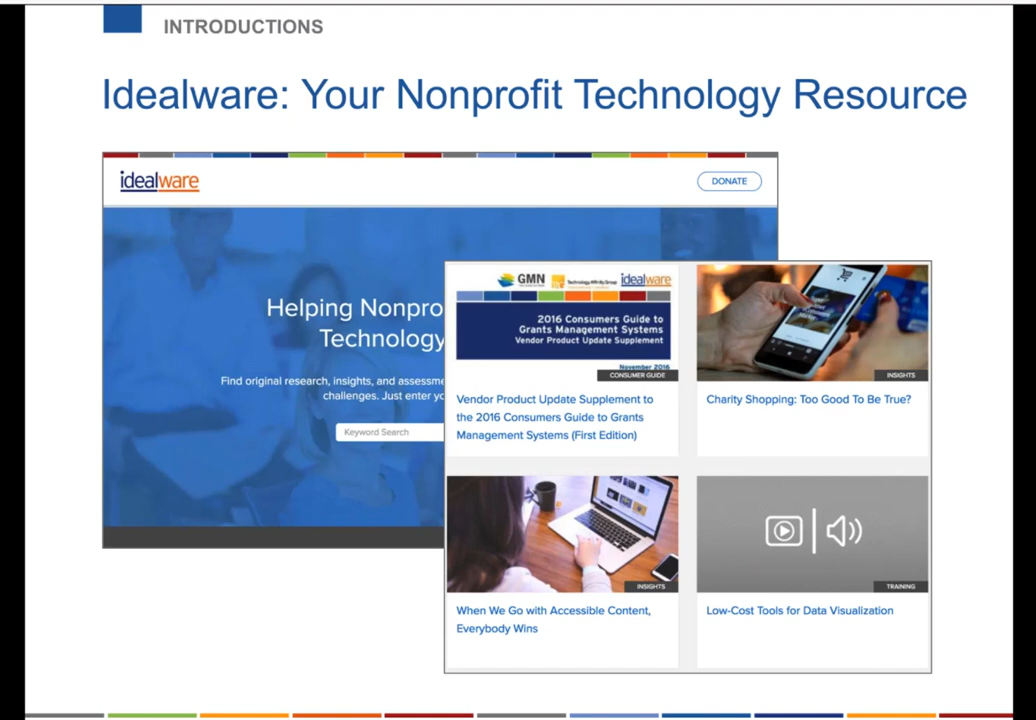 INTRODUCTIONS
Idealware: Your Nonprofit Technology Resource
idealware
DONATE
Helping Nonpro
Technology
Find original research, insights, and assessme
challenges. Just enter yo
Keyword Search
GMN
idealware
2016 Consumers Guide to
Grants Management Systems
Vendor Product Update Supplement
November 2016
CONSUMER GUIDE
Vendor Product Update Supplement to
the 2016 Consumers Guide to Grants
Management Systems (First Edition)
INSIGHTS
Charity Shopping: Too Good To Be True?
INSIGHTS
When We Go with Accessible Content,
Everybody Wins
TRAINING
Low-Cost Tools for Data Visualization